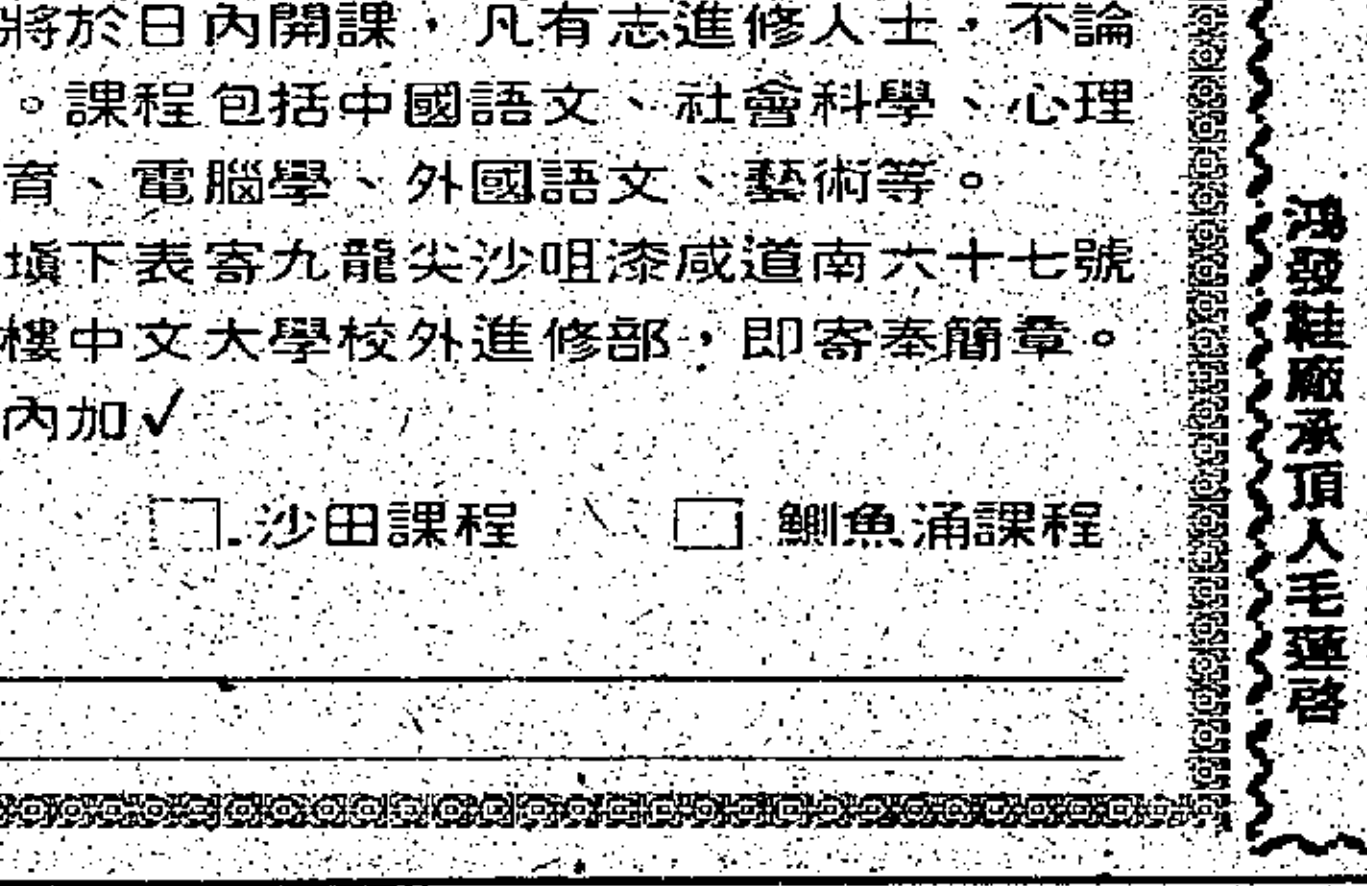 將於日內開課，凡有志進修人士，不論
。課程包括中國語文、社會科學、心理
育、電腦學、外國語文、藝術等。
填下表寄九龍尖沙咀漆咸道南六十七號
樓中文大學校外進修部，即寄奉簡章。
內加✓
□沙田課程 □鰂魚涌課程
鴻發鞋廠承頂人毛蓮啓